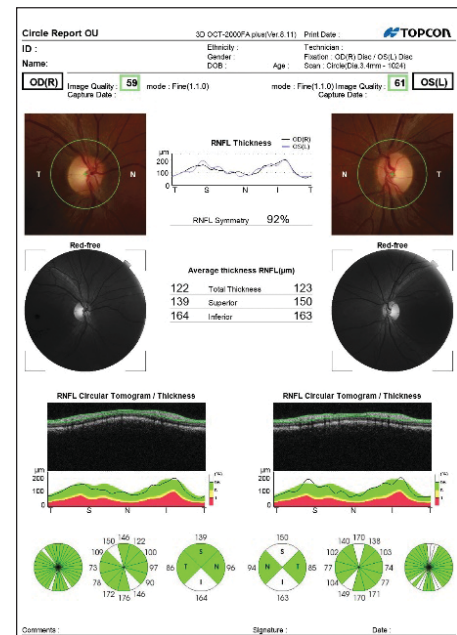 Circle Report OU
3D OCT-2000FA plus(Ver.8.11) Print Date :
TOPCON
ID :
Ethnicity :
Technician :
Gender :
Fixation : OD(R) Disc / OS(L) Disc
Name:
DOB :
Age :
Scan : Circle(Dia.3.4mm - 1024)
OD(R)
Image Quality : 59 mode : Fine(1.1.0)
Capture Date :
mode : Fine(1.1.0) Image Quality : 61
Capture Date :
OS(L)
T N
RNFL Thickness OD(R)
OS(L)
μm
200
100
0
T S N I T
RNFL Symmetry 92%
N T
Red-free
Red-free
Average thickness RNFL(μm)
122 Total Thickness 123
139 Superior 150
164 Inferior 163
RNFL Circular Tomogram / Thickness
RNFL Circular Tomogram / Thickness
μm
200
100
0
T S N I T
μm
200
100
0
T S N I T
150 146 122
109 100
73 97
78 90
172 176 146
139
S
86 T N 96
I
164
150
S
94 N T 85
I
163
140 170 138
102 103
77 74
104 77
149 170 171
Comments :
Signature :
Date :